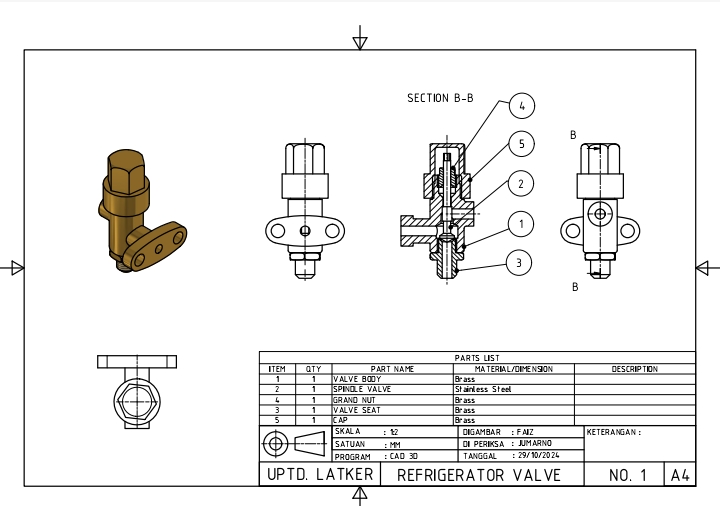 SECTION B-B
4
B
5
2
1
3
B
PARTS LIST
ITEM QTY PART NAME MATERIAL/DIMENSION DESCRIPTION
1 1 VALVE BODY Brass
2 1 SPINDLE VALVE Stainless Steel
4 1 GRAND NUT Brass
3 1 VALVE SEAT Brass
5 1 CAP Brass
SKALA : 1:2 DIGAMBAR : FAIZ KETERANGAN :
SATUAN : MM DI PERIKSA : JUMARNO
PROGRAM : CAD 3D TANGGAL : 29/10/2024
UPTD. LATKER REFRIGERATOR VALVE NO. 1 A4